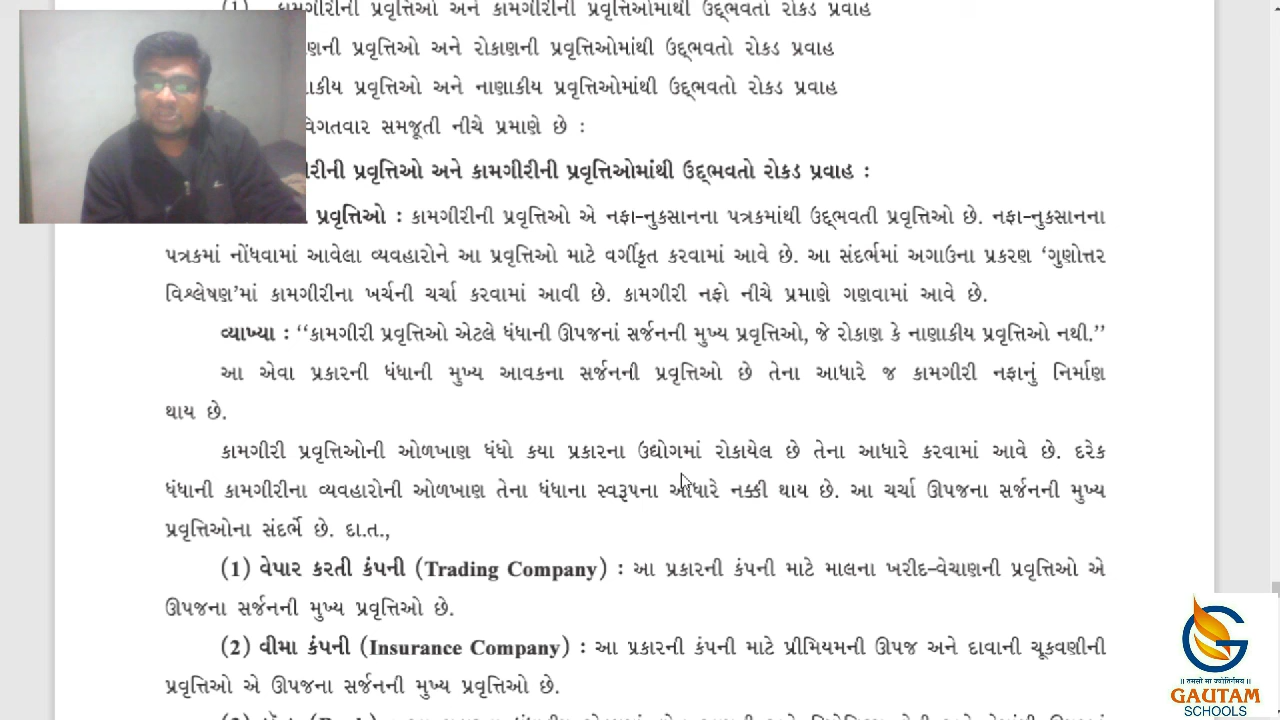 (1) કામગીરીની પ્રવૃત્તિઓ અને કામગીરીની પ્રવૃત્તિઓમાંથી ઉદ્ભવતો રોકડ પ્રવાહ
પ્રવૃત્તિઓ અને રોકાણની પ્રવૃત્તિઓમાંથી ઉદ્ભવતો રોકડ પ્રવાહ
પ્રવૃત્તિઓ અને નાણાકીય પ્રવૃત્તિઓમાંથી ઉદ્ભવતો રોકડ પ્રવાહ
વિગતવાર સમજૂતી નીચે પ્રમાણે છે :
પ્રવૃત્તિઓ અને કામગીરીની પ્રવૃત્તિઓમાંથી ઉદ્ભવતો રોકડ પ્રવાહ :
પ્રવૃત્તિઓ : કામગીરીની પ્રવૃત્તિઓ એ નફા-નુકસાનના પત્રકમાંથી ઉદ્ભવતી પ્રવૃત્તિઓ છે. નફા-નુકસાનના
પત્રકમાં નોંધવામાં આવેલા વ્યવહારોને આ પ્રવૃત્તિઓ માટે વર્ગીકૃત કરવામાં આવે છે. આ સંદર્ભમાં અગાઉના પ્રકરણ ‘ગુણોત્તર
વિશ્લેષણ’માં કામગીરીના ખર્ચની ચર્ચા કરવામાં આવી છે. કામગીરી નફો નીચે પ્રમાણે ગણવામાં આવે છે.
વ્યાખ્યા : ‘‘કામગીરી પ્રવૃત્તિઓ એટલે ધંધાની ઊપજનાં સર્જનની મુખ્ય પ્રવૃત્તિઓ, જે રોકાણ કે નાણાકીય પ્રવૃત્તિઓ નથી.’’
આ એવા પ્રકારની ધંધાની મુખ્ય આવકના સર્જનની પ્રવૃત્તિઓ છે તેના આધારે જ કામગીરી નફાનું નિર્માણ
થાય છે.
કામગીરી પ્રવૃત્તિઓની ઓળખાણ ધંધો કયા પ્રકારના ઉદ્યોગમાં રોકાયેલ છે તેના આધારે કરવામાં આવે છે. દરેક
ધંધાની કામગીરીના વ્યવહારોની ઓળખાણ તેના ધંધાના સ્વરૂપના આધારે નક્કી થાય છે. આ ચર્ચા ઊપજના સર્જનની મુખ્ય
પ્રવૃત્તિઓના સંદર્ભે છે. દા.ત.,
(1) વેપાર કરતી કંપની (Trading Company) : આ પ્રકારની કંપની માટે માલના ખરીદ-વેચાણની પ્રવૃત્તિઓ એ
ઊપજના સર્જનની મુખ્ય પ્રવૃત્તિઓ છે.
(2) વીમા કંપની (Insurance Company) : આ પ્રકારની કંપની માટે પ્રીમિયમની ઊપજ અને દાવાની ચૂકવણીની
પ્રવૃત્તિઓ એ ઊપજના સર્જનની મુખ્ય પ્રવૃત્તિઓ છે.
|| तमसो मा ज्योतिर्गमय ||
GAUTAM
SCHOOLS